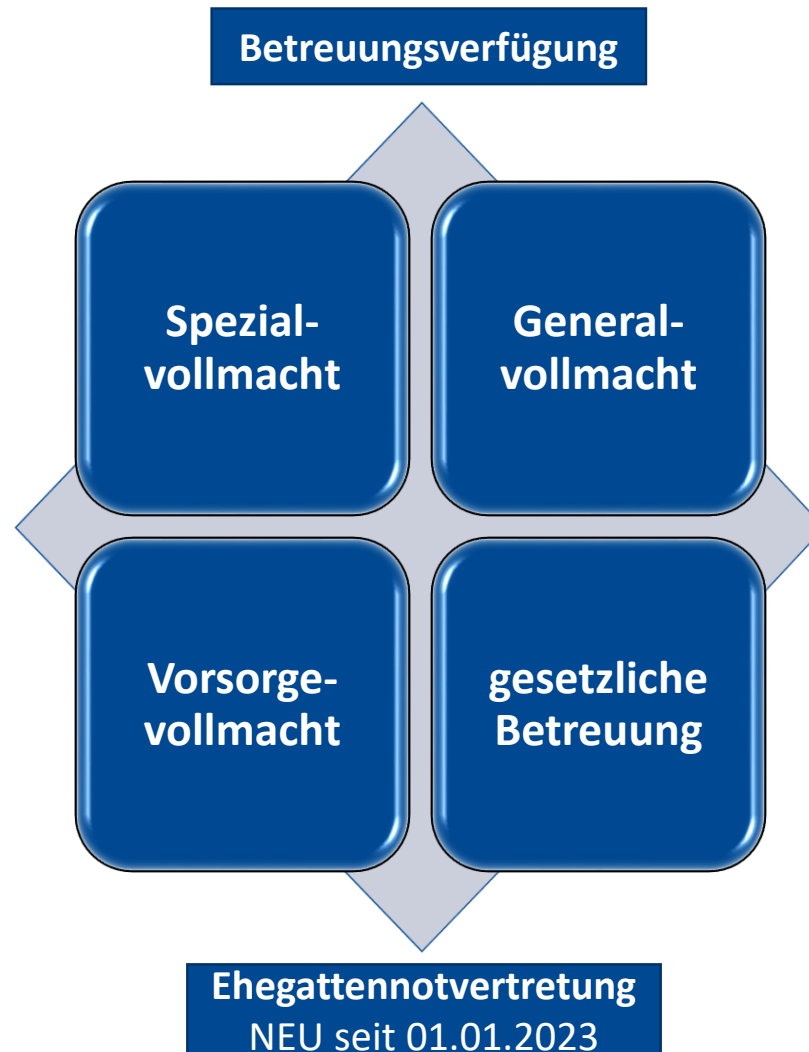 Betreuungsverfügung
Spezial-
vollmacht
General-
vollmacht
Vorsorge-
vollmacht
gesetzliche
Betreuung
Ehegattennotvertretung
NEU seit 01.01.2023